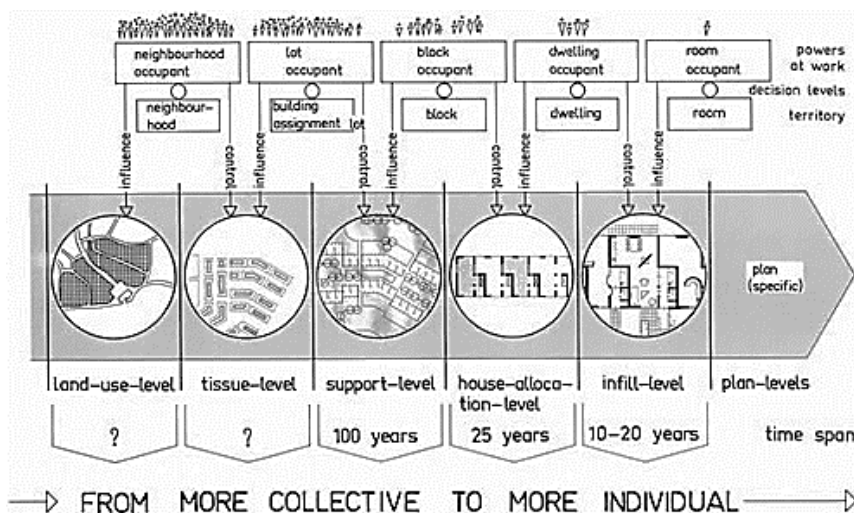 neighbourhood
occupant
lot
occupant
block
occupant
dwelling
occupant
room
occupant
powers
at work
decision levels
neighbour-
hood
building
assignment lot
block
dwelling
room
territory
influence
control
influence
control
influence
control
influence
control
influence
plan
(specific)
land-use-level
tissue-level
support-level
house-alloca-
tion-level
infill-level
plan-levels
?
?
100 years
25 years
10-20 years
time span
FROM MORE COLLECTIVE TO MORE INDIVIDUAL